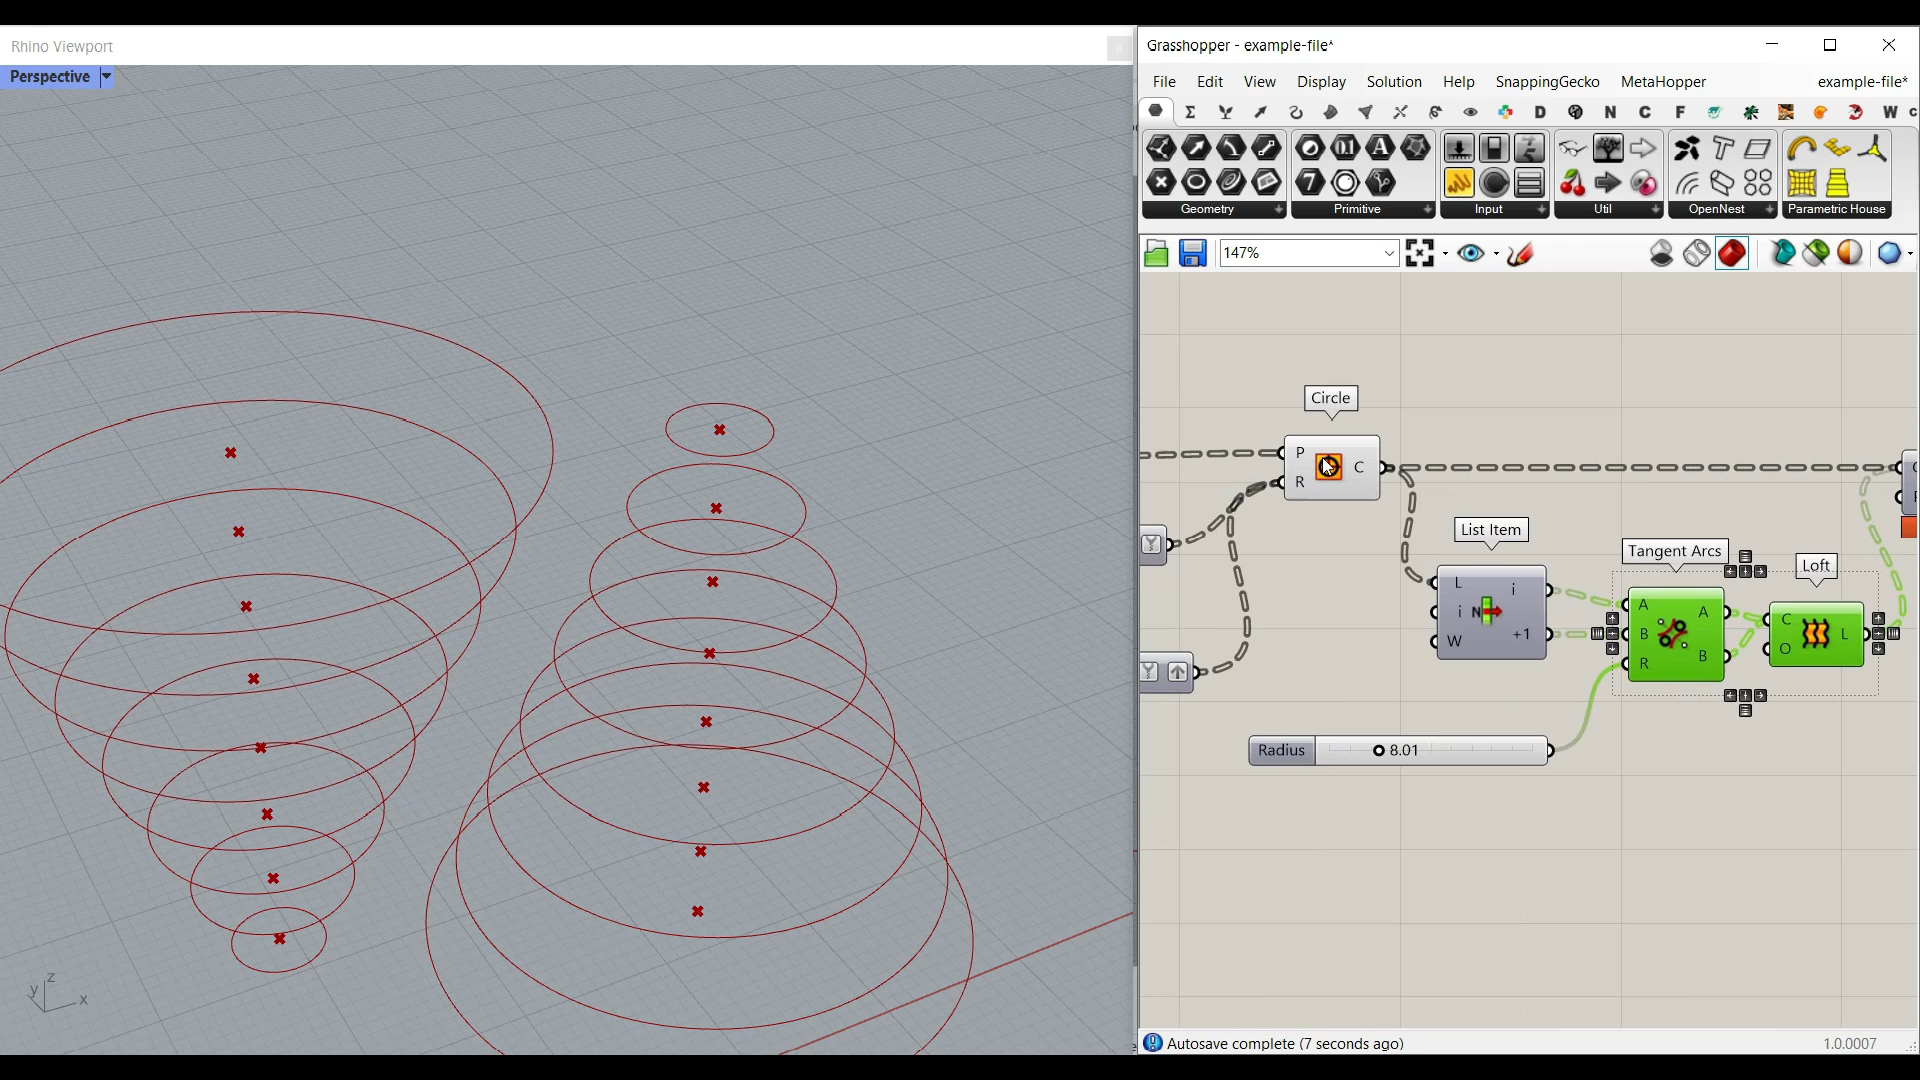 Rhino Viewport
Perspective
z
y
x
Grasshopper - example-file*
File Edit View Display Solution Help SnappingGecko MetaHopper example-file*
D N C F W
Geometry Primitive Input Util OpenNest Parametric House
147%
Circle
P
R
C
List Item
L
i
W
i
+1
Tangent Arcs
A
B
R
A
B
Loft
C
O
L
Radius 8.01
Autosave complete (7 seconds ago) 1.0.0007